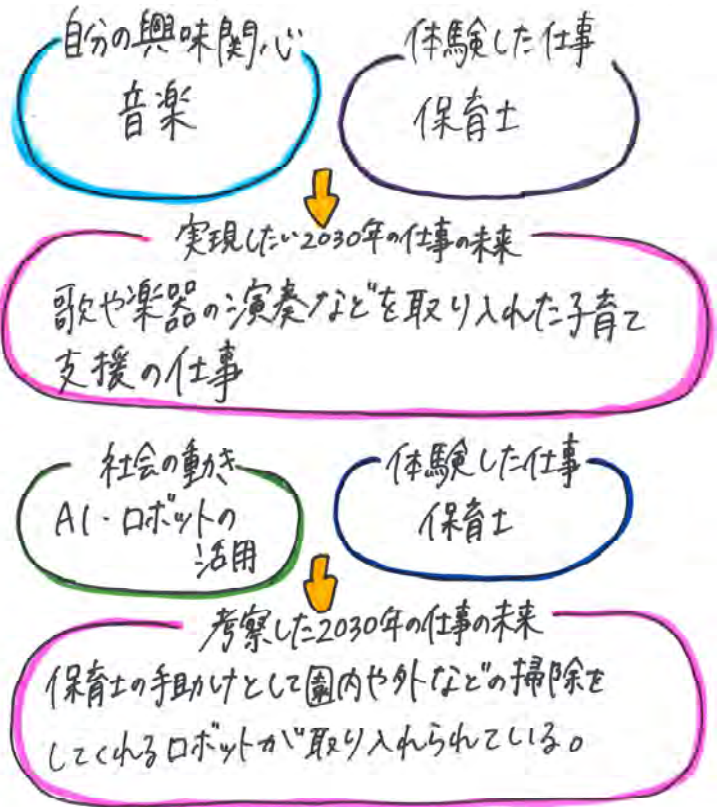 自分の興味関心
音楽
体験した仕事
保育士
実現したい2030年の仕事の未来
歌や楽器の演奏などを取り入れた子育て
支援の仕事
社会の動き
AI・ロボットの
活用
体験した仕事
保育士
考察した2030年の仕事の未来
保育士の手助けとして園内や外などの掃除を
してくれるロボットが取り入れられている。